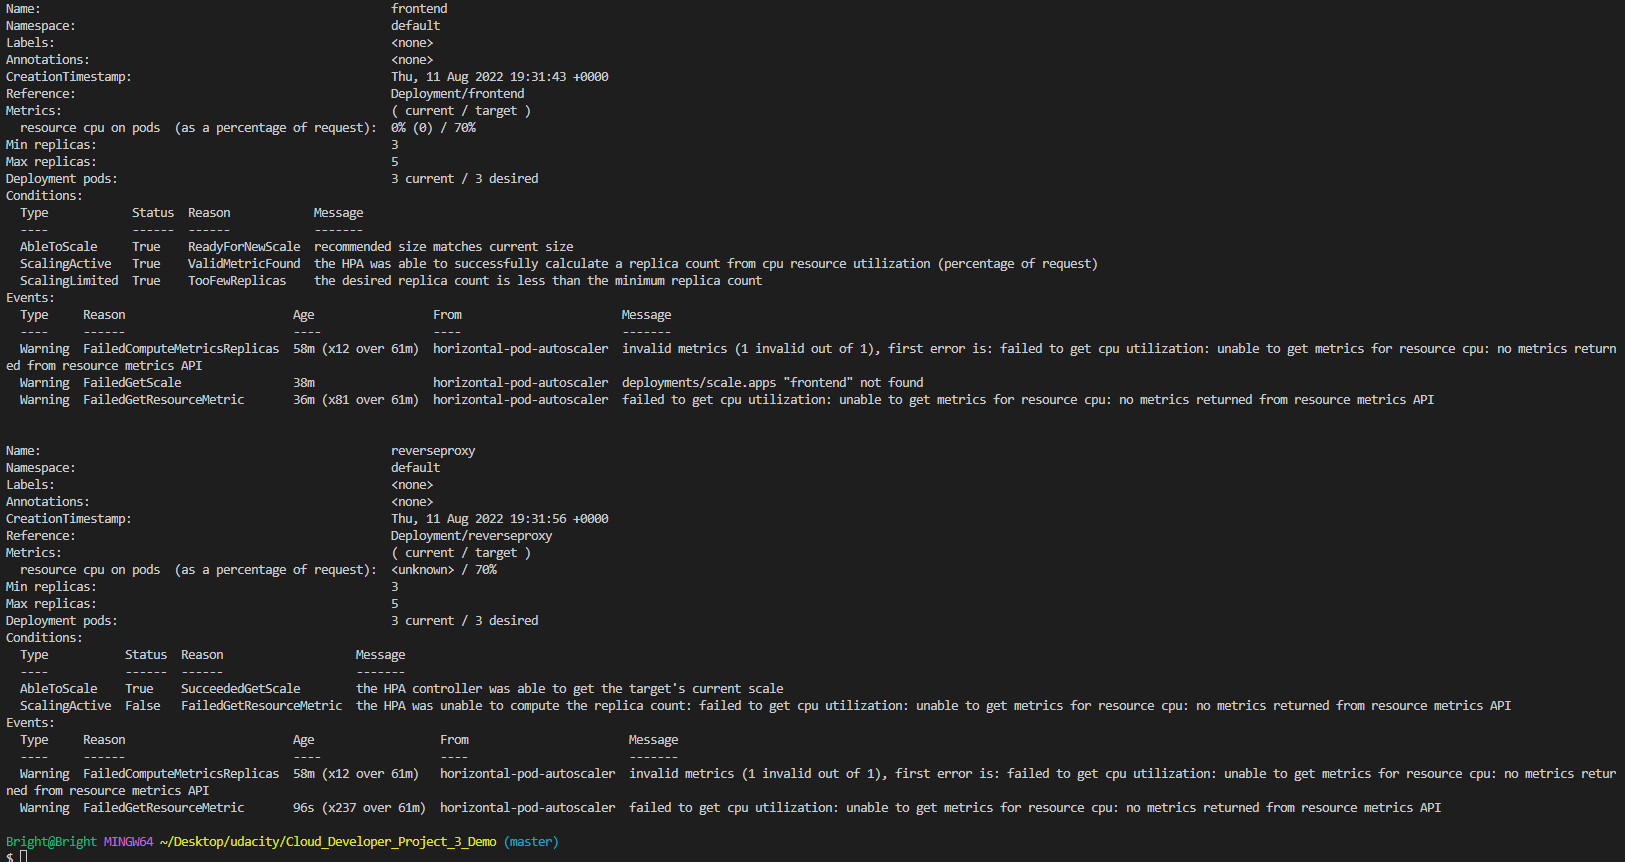 Name: frontend
Namespace: default
Labels: <none>
Annotations: <none>
CreationTimestamp: Thu, 11 Aug 2022 19:31:43 +0000
Reference: Deployment/frontend
Metrics: ( current / target )
resource cpu on pods (as a percentage of request): 0% (0) / 70%
Min replicas: 3
Max replicas: 5
Deployment pods: 3 current / 3 desired
Conditions:
Type Status Reason Message
---- ------ ------ -------
AbleToScale True ReadyForNewScale recommended size matches current size
ScalingActive True ValidMetricFound the HPA was able to successfully calculate a replica count from cpu resource utilization (percentage of request)
ScalingLimited True TooFewReplicas the desired replica count is less than the minimum replica count
Events:
Type Reason Age From Message
---- ------ ---- ---- -------
Warning FailedComputeMetricsReplicas 58m (x12 over 61m) horizontal-pod-autoscaler invalid metrics (1 invalid out of 1), first error is: failed to get cpu utilization: unable to get metrics for resource cpu: no metrics return
ed from resource metrics API
Warning FailedGetScale 38m horizontal-pod-autoscaler deployments/scale.apps "frontend" not found
Warning FailedGetResourceMetric 36m (x81 over 61m) horizontal-pod-autoscaler failed to get cpu utilization: unable to get metrics for resource cpu: no metrics returned from resource metrics API
Name: reverseproxy
Namespace: default
Labels: <none>
Annotations: <none>
CreationTimestamp: Thu, 11 Aug 2022 19:31:56 +0000
Reference: Deployment/reverseproxy
Metrics: ( current / target )
resource cpu on pods (as a percentage of request): <unknown> / 70%
Min replicas: 3
Max replicas: 5
Deployment pods: 3 current / 3 desired
Conditions:
Type Status Reason Message
---- ------ ------ -------
AbleToScale True SucceededGetScale the HPA controller was able to get the target's current scale
ScalingActive False FailedGetResourceMetric the HPA was unable to compute the replica count: failed to get cpu utilization: unable to get metrics for resource cpu: no metrics returned from resource metrics API
Events:
Type Reason Age From Message
---- ------ ---- ---- -------
Warning FailedComputeMetricsReplicas 58m (x12 over 61m) horizontal-pod-autoscaler invalid metrics (1 invalid out of 1), first error is: failed to get cpu utilization: unable to get metrics for resource cpu: no metrics retur
ned from resource metrics API
Warning FailedGetResourceMetric 96s (x237 over 61m) horizontal-pod-autoscaler failed to get cpu utilization: unable to get metrics for resource cpu: no metrics returned from resource metrics API
Bright@Bright MINGW64 ~/Desktop/udacity/Cloud_Developer_Project_3_Demo (master)
$